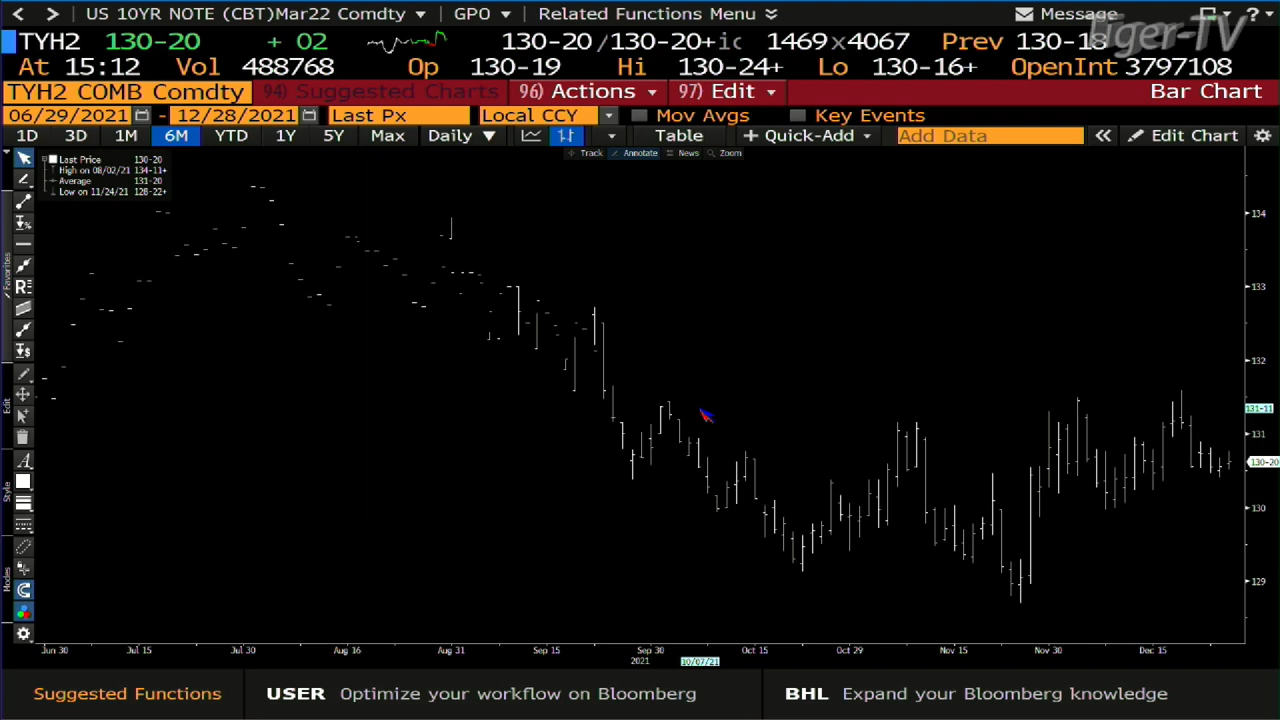 US 10YR NOTE (CBT)Mar22 Comdty GPO Related Functions Menu Message ?
Tiger-TV
TYH2 130-20 + 02 130-20 /130-20+ic 1469x4067 Prev 130-18
At 15:12 Vol 488768 Op 130-19 Hi 130-24+ Lo 130-16+ OpenInt 3797108
TYH2 COMB Comdty 94) Suggested Charts 96) Actions 97) Edit Bar Chart
06/29/2021 - 12/28/2021 Last Px Local CCY Mov Avgs Key Events
1D 3D 1M 6M YTD 1Y 5Y Max Daily Table + Quick-Add Add Data Edit Chart
Track Annotate News Zoom
Last Price 130-20
High on 08/02/21 134-11+
Average 131-20
Low on 11/24/21 128-22+
Favorites
Edit
Style
Modes
134
133
132
131-11
131
130-20
130
129
Jun 30 Jul 15 Jul 30 Aug 16 Aug 31 Sep 15 Sep 30 Oct 15 Oct 29 Nov 15 Nov 30 Dec 15
2021 10/07/21
Suggested Functions USER Optimize your workflow on Bloomberg BHL Expand your Bloomberg knowledge